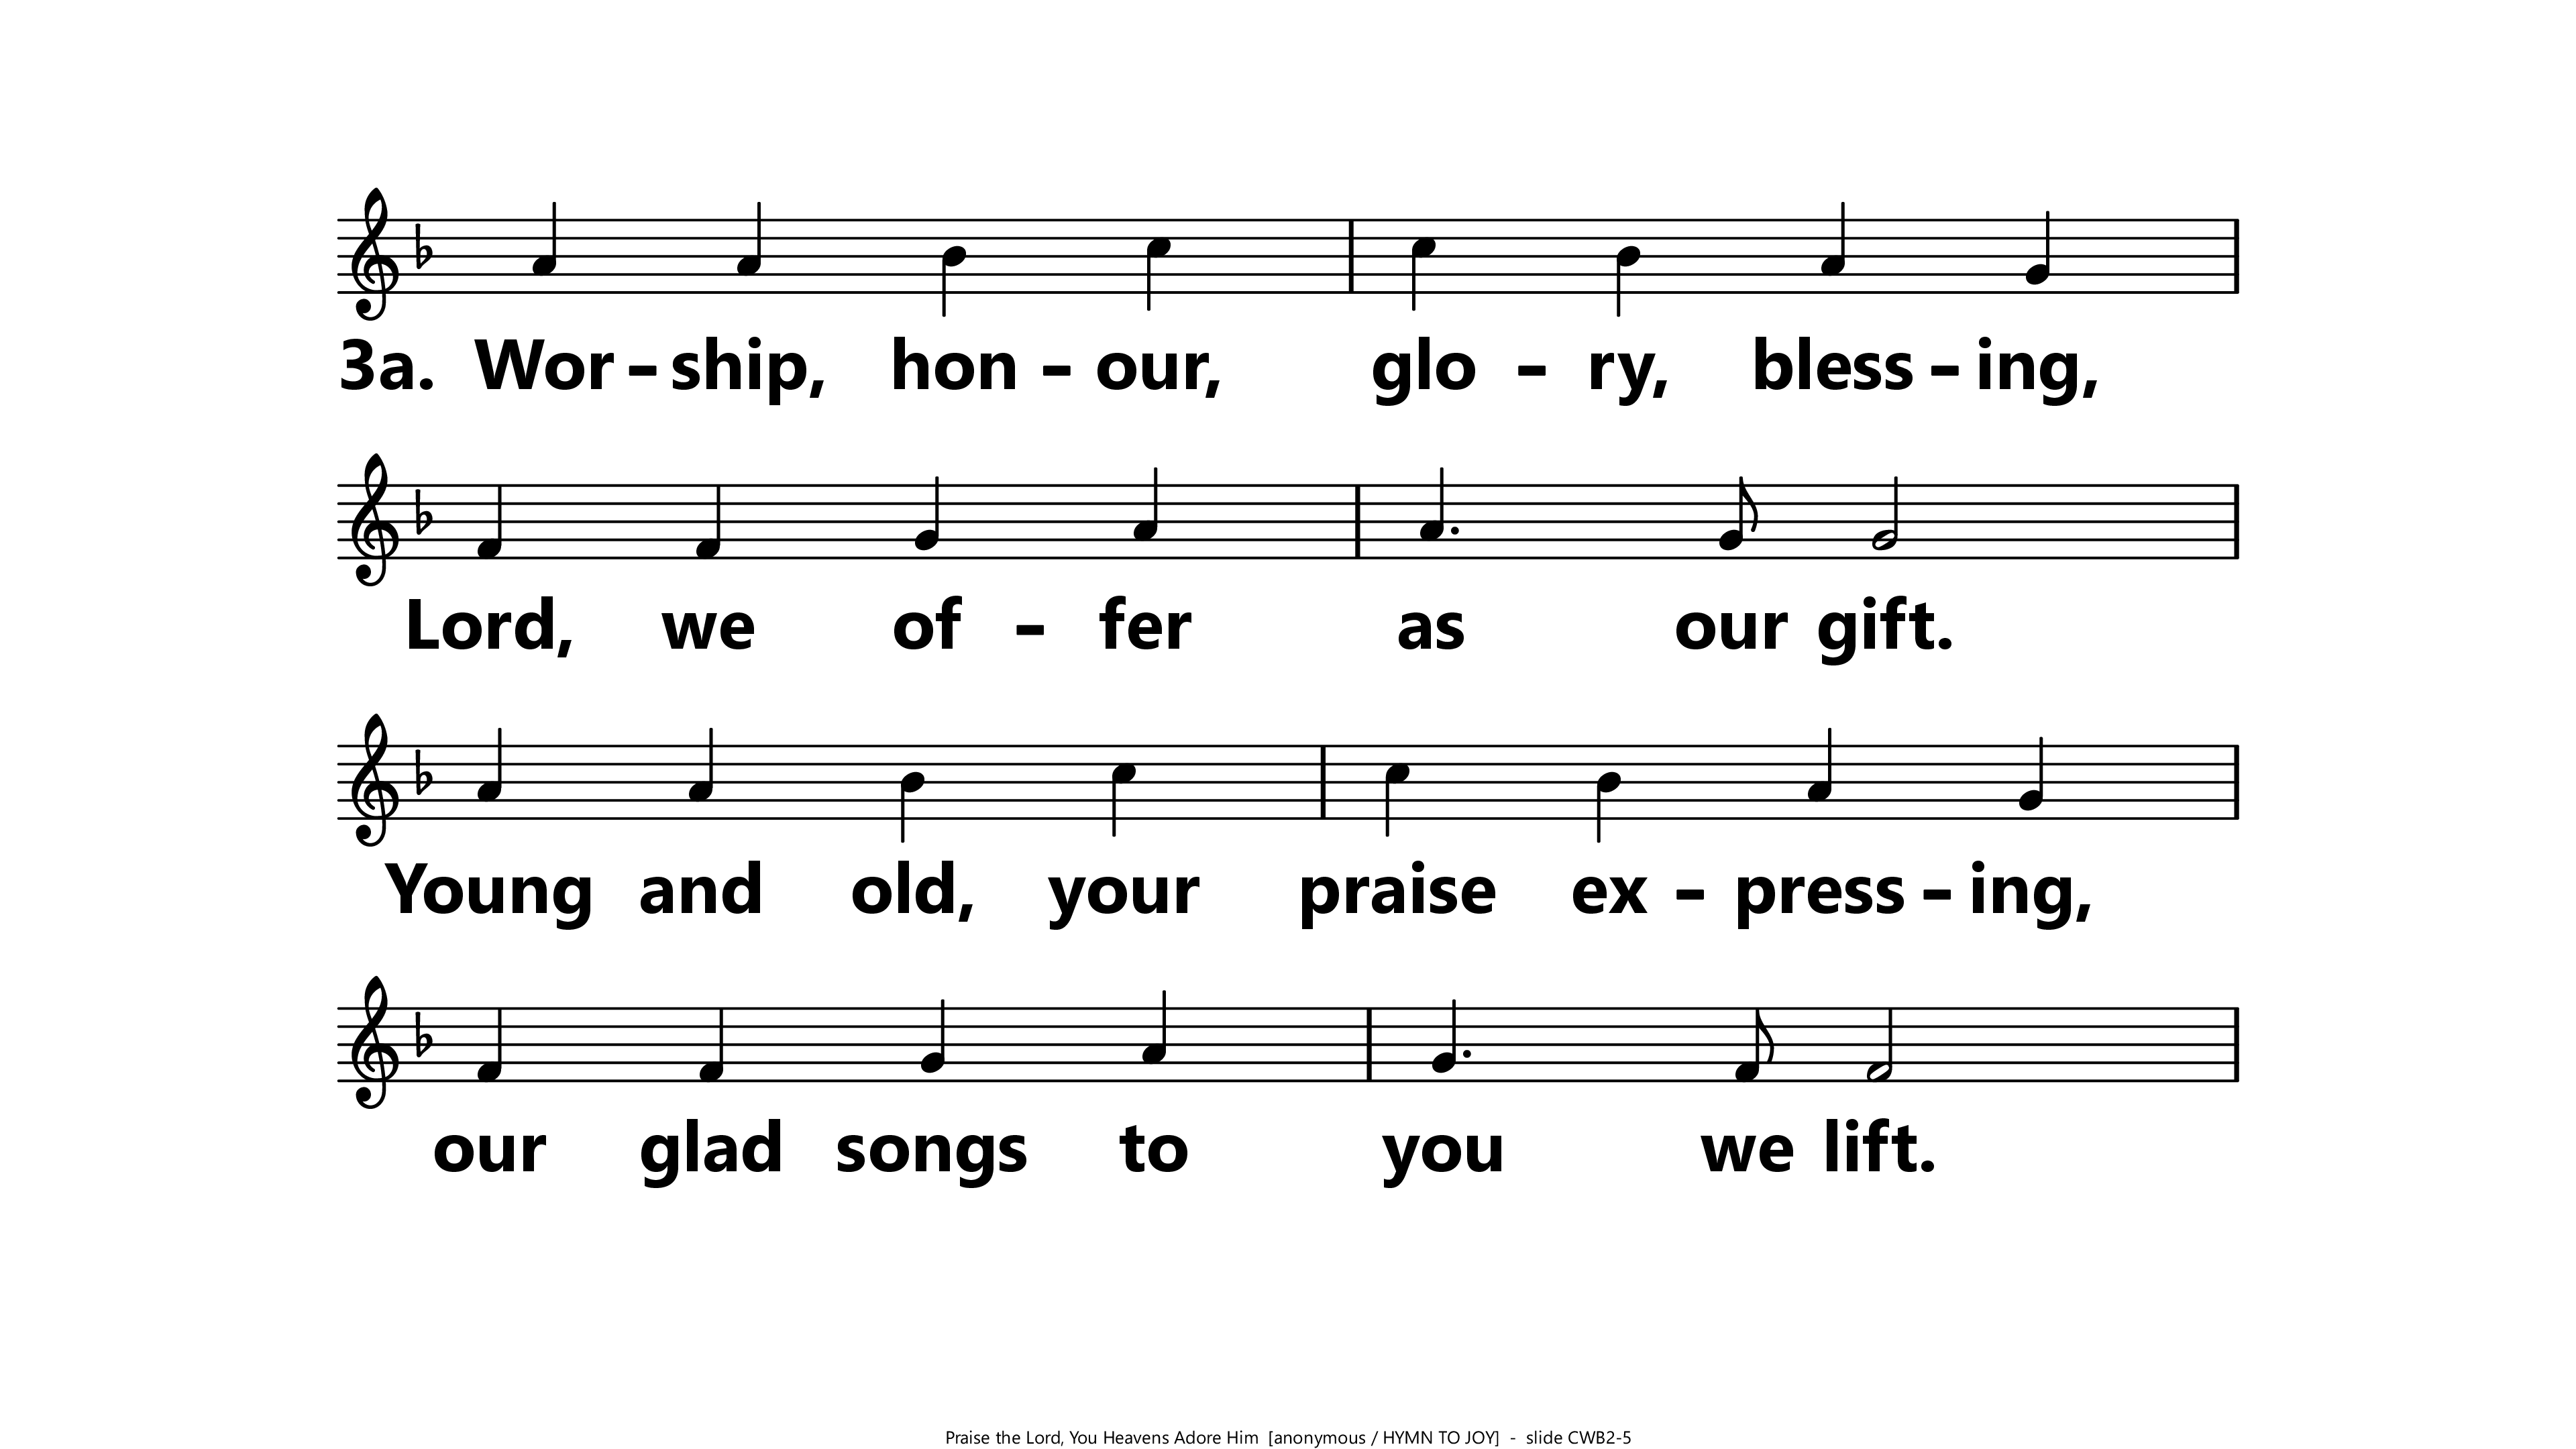 3a. Wor – ship, hon – our, glo – ry, bless – ing,
Lord, we of – fer as our gift.
Young and old, your praise ex – press – ing,
our glad songs to you we lift.
Praise the Lord, You Heavens Adore Him [anonymous / HYMN TO JOY] - slide CWB2-5